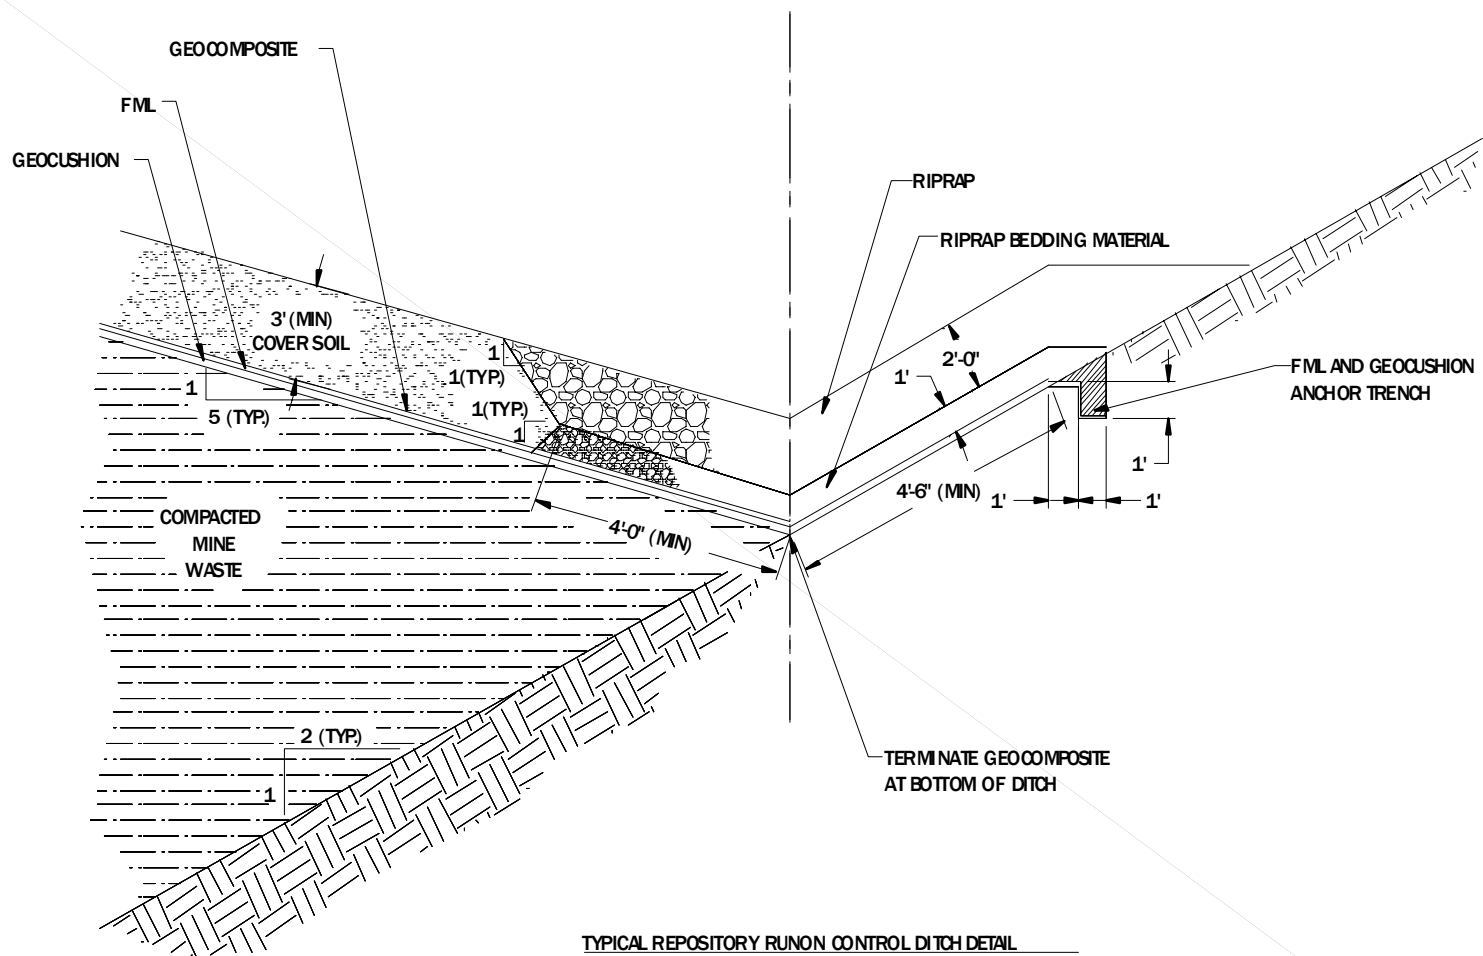 GEOCOMPOSITE
FML
GEOCUSHION
RIPRAP
RIPRAP BEDDING MATERIAL
3' (MIN)
COVER SOIL
1
1 (TYP.)
2'-0"
1'
FML AND GEOCUSHION
ANCHOR TRENCH
1
5 (TYP.)
1 (TYP.)
1
1'
4'-6" (MIN)
1'
1'
COMPACTED
MINE
WASTE
4'-0" (MIN)
2 (TYP.)
1
TERMINATE GEOCOMPOSITE
AT BOTTOM OF DITCH
TYPICAL REPOSITORY RUNON CONTROL DITCH DETAIL